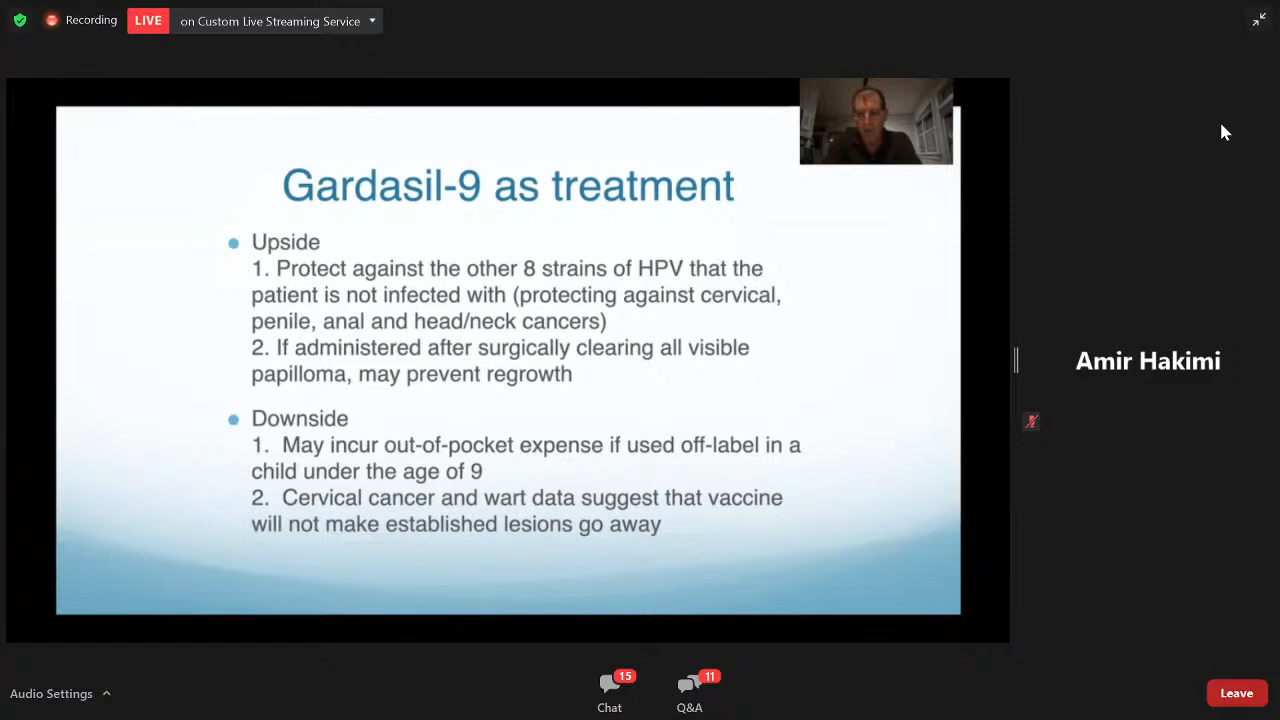 Recording
LIVE
on Custom Live Streaming Service
Gardasil-9 as treatment
Upside
1. Protect against the other 8 strains of HPV that the
patient is not infected with (protecting against cervical,
penile, anal and head/neck cancers)
2. If administered after surgically clearing all visible
papilloma, may prevent regrowth
Downside
1. May incur out-of-pocket expense if used off-label in a
child under the age of 9
2. Cervical cancer and wart data suggest that vaccine
will not make established lesions go away
Amir Hakimi
Audio Settings
15
Chat
11
Q&A
Leave